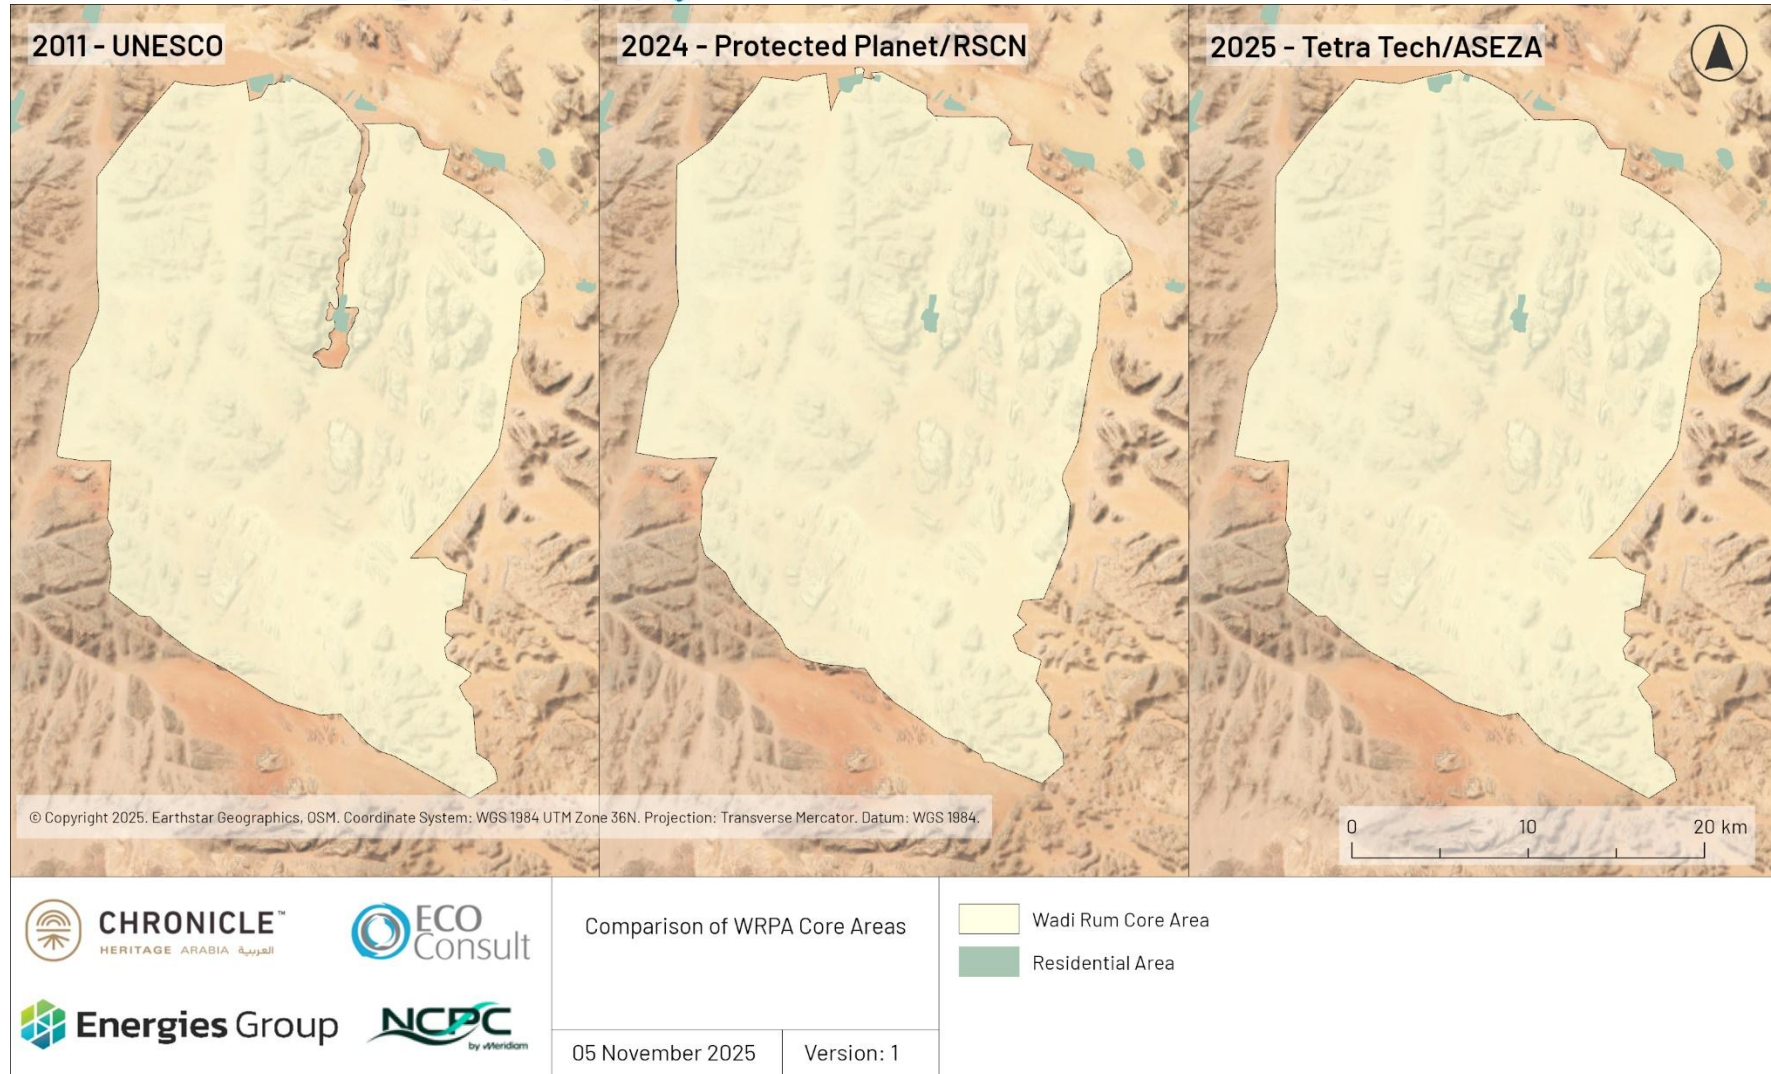 2011 - UNESCO
2024 - Protected Planet/RSCN
2025 - Tetra Tech/ASEZA
© Copyright 2025. Earthstar Geographics, OSM. Coordinate System: WGS 1984 UTM Zone 36N. Projection: Transverse Mercator. Datum: WGS 1984.
0 10 20 km
CHRONICLE™
HERITAGE ARABIA العربية
ECO
Consult
Energies Group
NCPC
by Meridiam
Comparison of WRPA Core Areas
05 November 2025
Version: 1
Wadi Rum Core Area
Residential Area